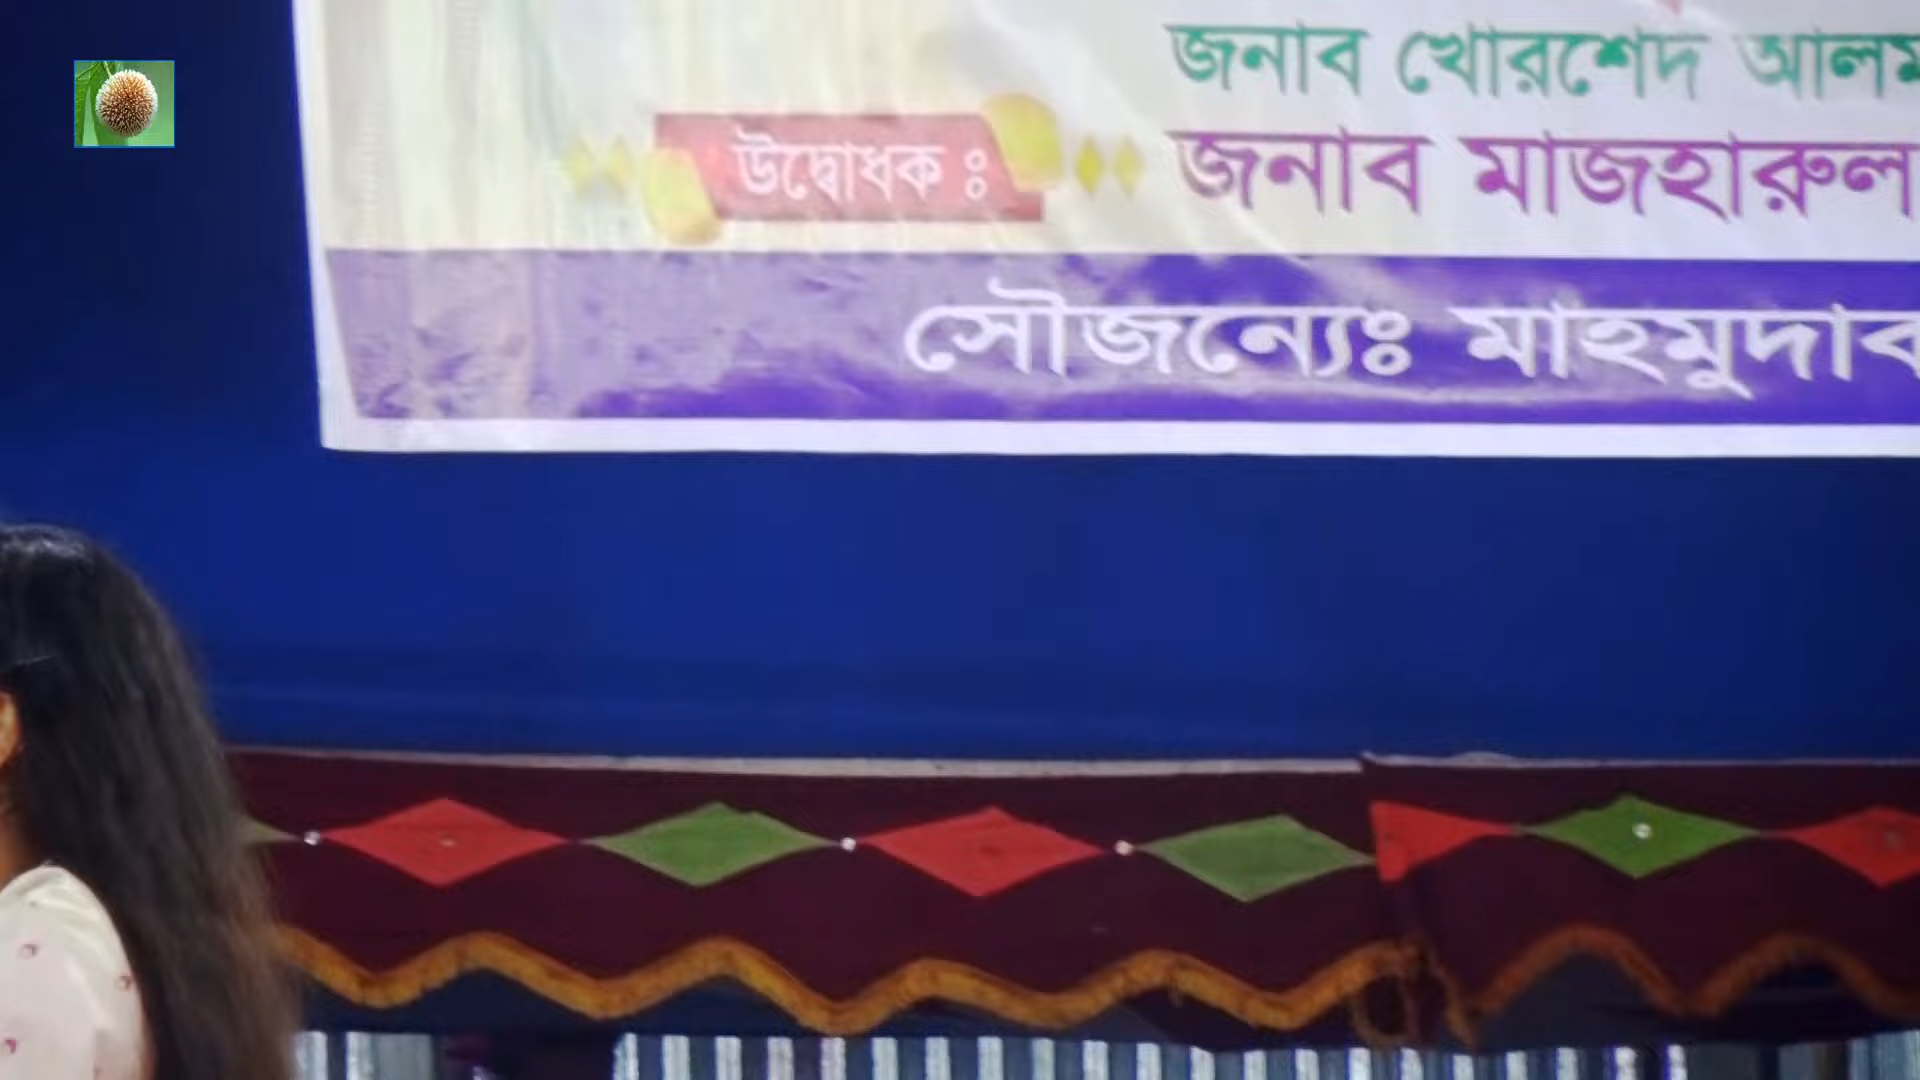 জনাব খোরশেদ আলম
উদ্বোধক ঃ জনাব মাজহারুল
সৌজন্যেঃ মাহমুদাব